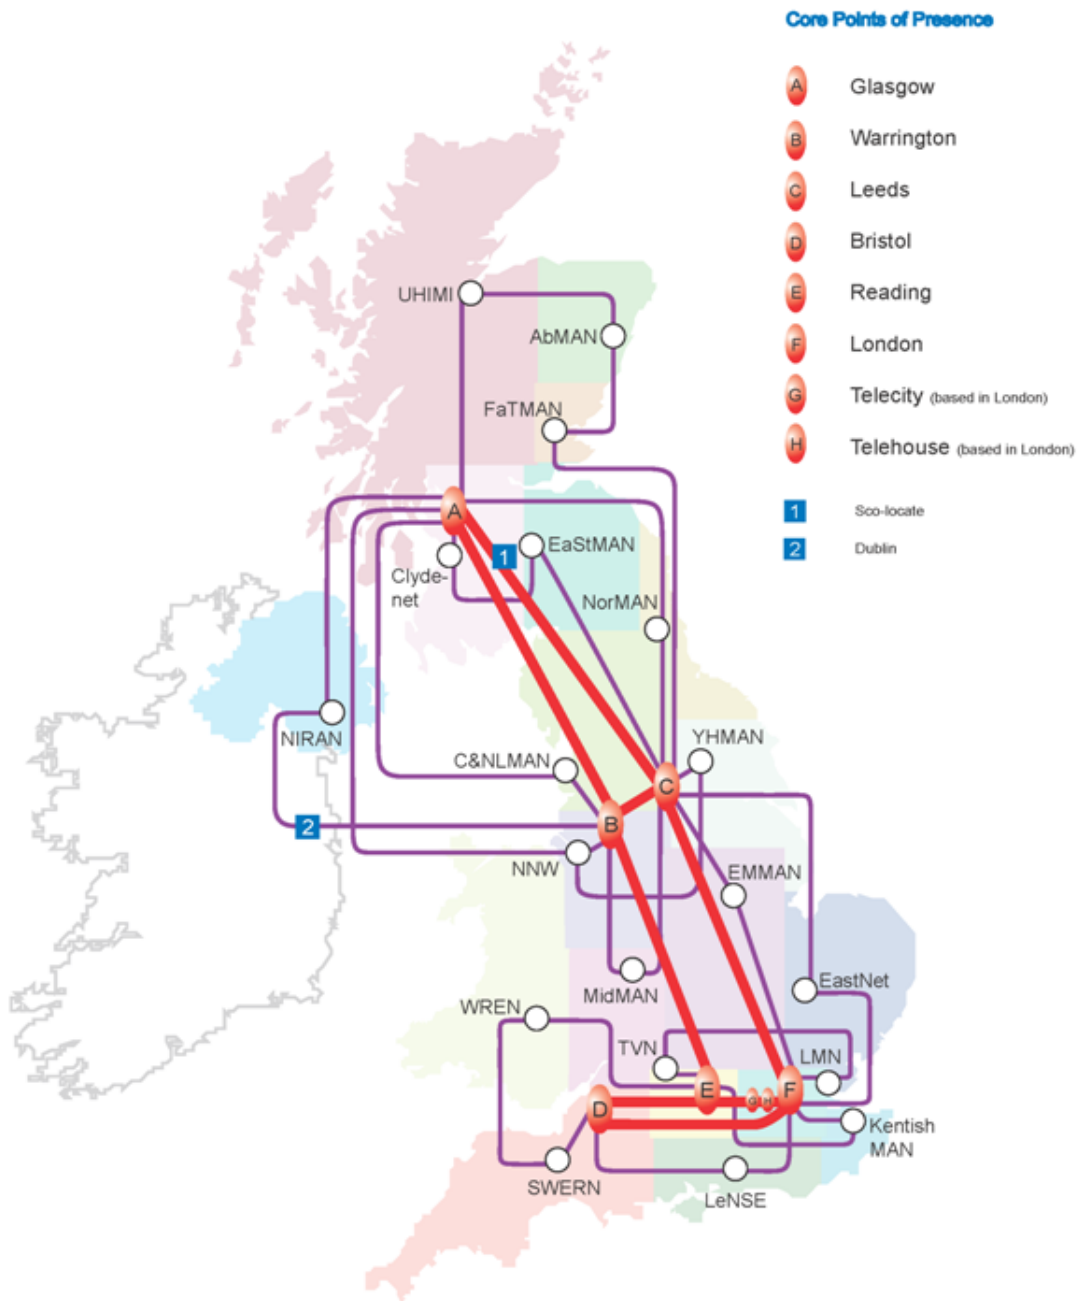 Core Points of Presence
A Glasgow
B Warrington
C Leeds
D Bristol
E Reading
F London
G Telecity (based in London)
H Telehouse (based in London)
1 Sco-locate
2 Dublin
UHIMI
AbMAN
FaTMAN
A
1
EaStMAN
Clyde-
net
NorMAN
NIRAN
YHMAN
C&NLMAN
C
B
2
NNW
EMMAN
EastNet
MidMAN
WREN
TVN
LMN
E
G
H
F
D
Kentish
MAN
SWERN
LeNSE